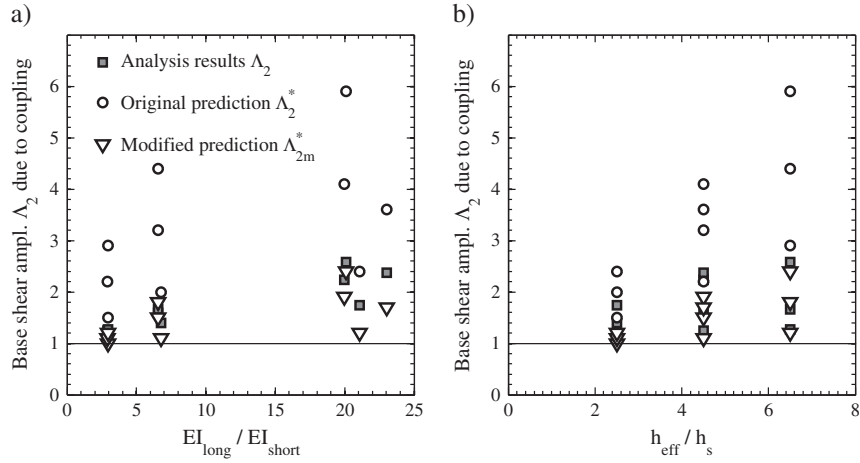 a)
Base shear ampl. Λ2 due to coupling
6
5
4
3
2
1
0
Analysis results Λ2
Original prediction Λ2*
Modified prediction Λ2m*
0 5 10 15 20 25
EIlong / EIshort
b)
Base shear ampl. Λ2 due to coupling
6
5
4
3
2
1
0
0 2 4 6 8
heff / hs